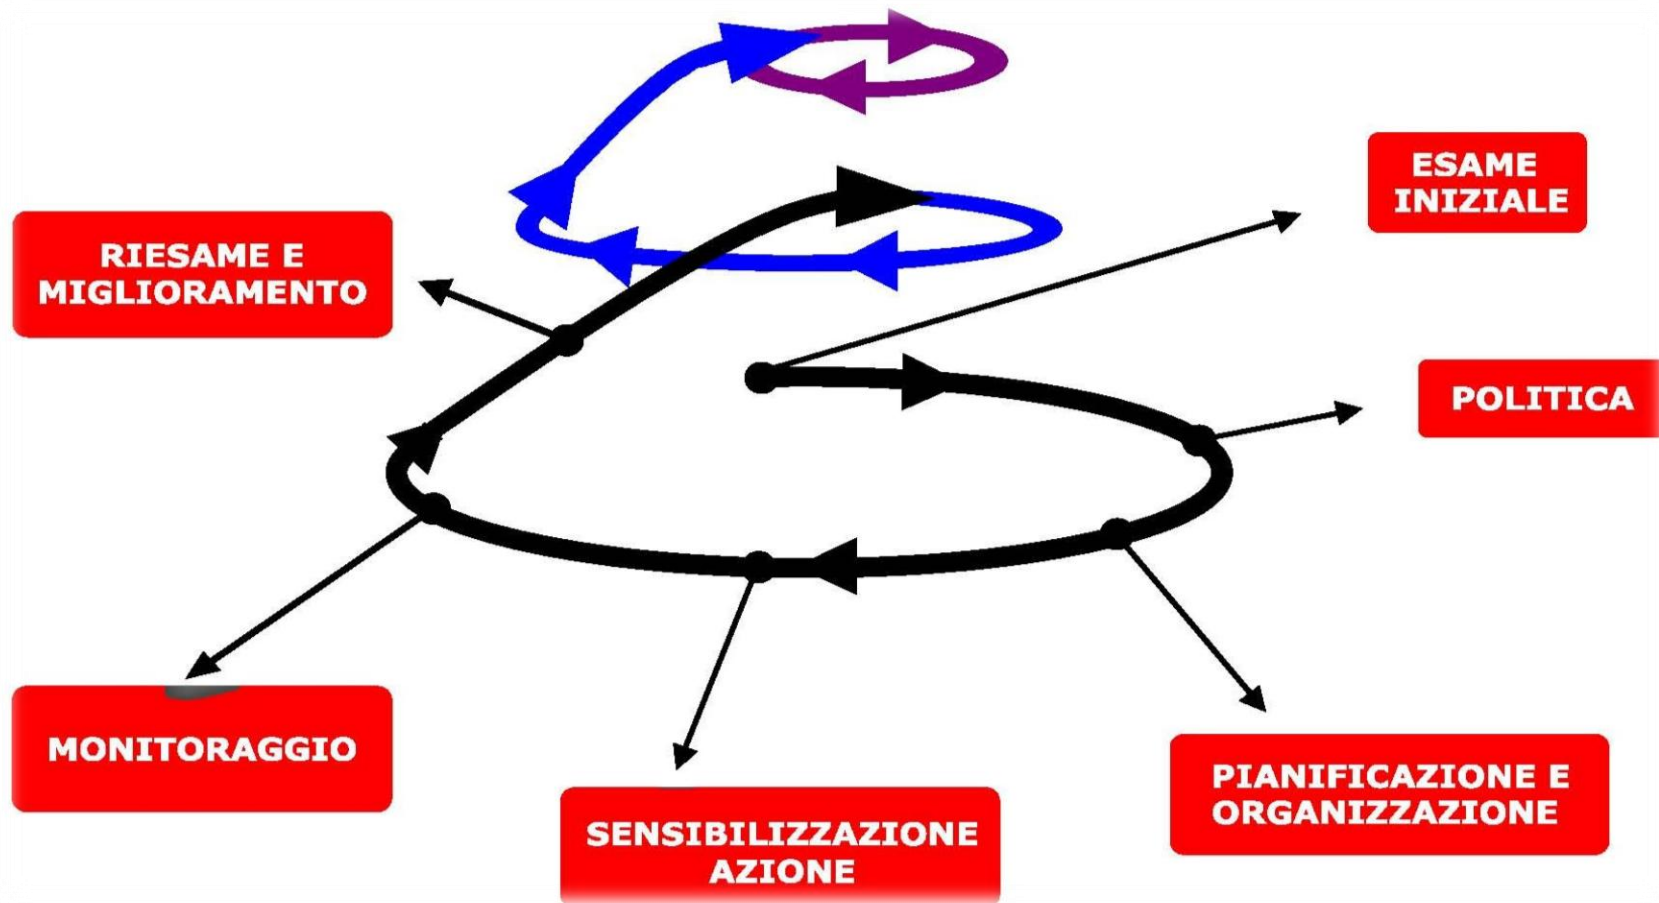 ESAME
INIZIALE
RIESAME E
MIGLIORAMENTO
POLITICA
MONITORAGGIO
PIANIFICAZIONE E
ORGANIZZAZIONE
SENSIBILIZZAZIONE
AZIONE